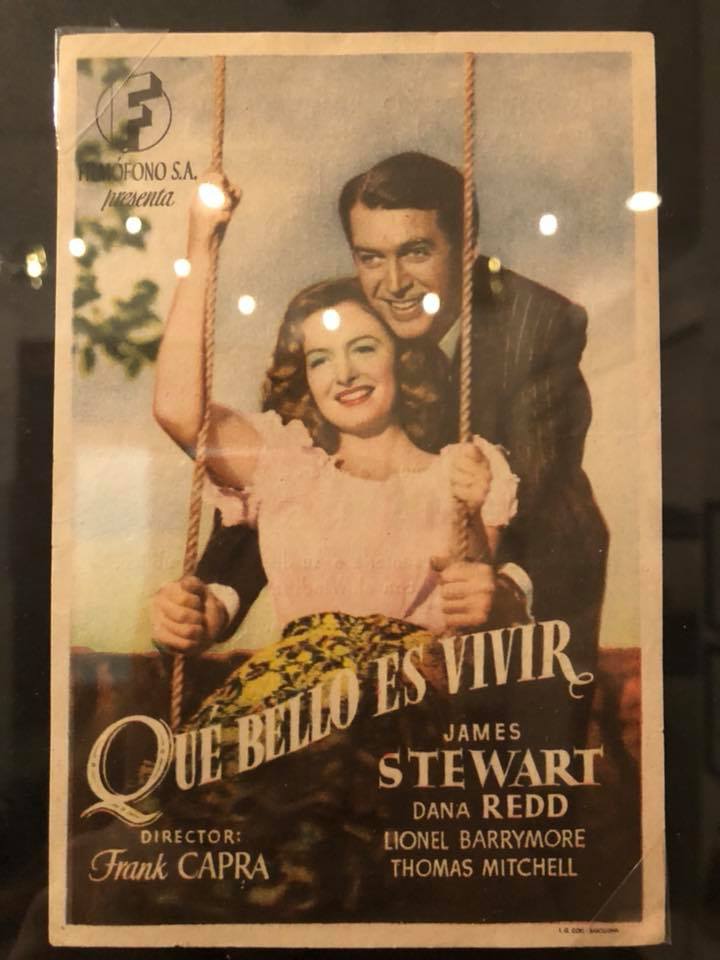 F
FILMÓFONO S.A.
presenta
QUE BELLO ES VIVIR
JAMES
STEWART
DANA REDD
LIONEL BARRYMORE
THOMAS MITCHELL
DIRECTOR:
Frank CAPRA